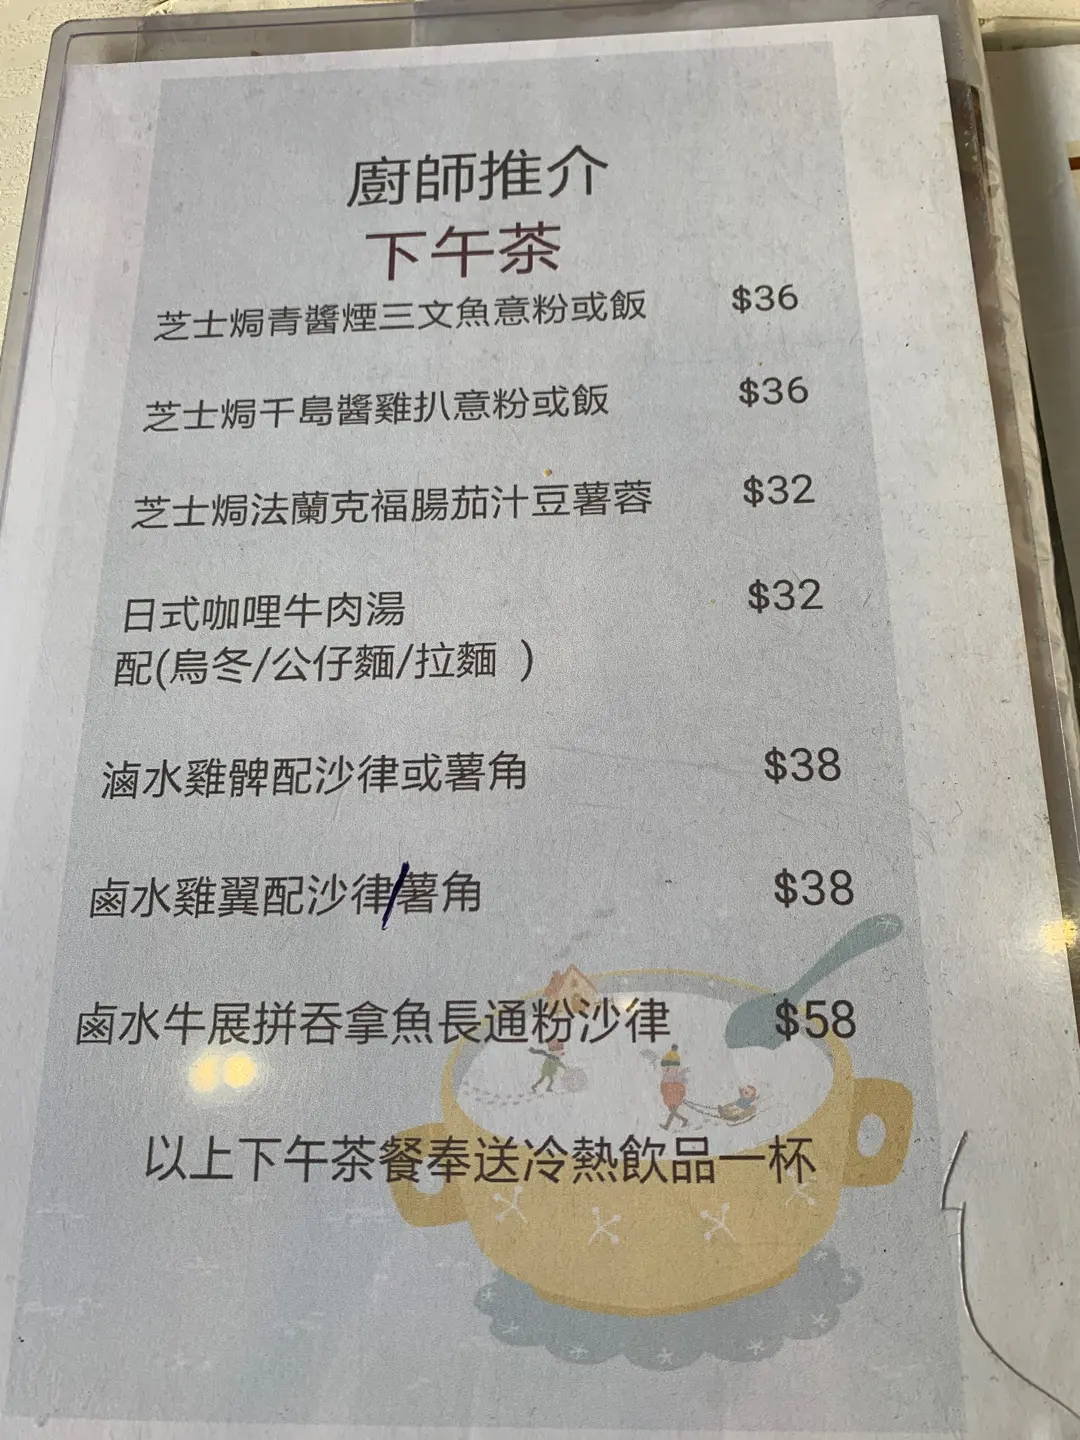 廚師推介
下午茶
芝士焗青醬煙三文魚意粉或飯 $36
芝士焗千島醬雞扒意粉或飯 $36
芝士焗法蘭克福腸茄汁豆薯蓉 $32
日式咖哩牛肉湯 $32
配(烏冬/公仔麵/拉麵 )
滷水雞髀配沙律或薯角 $38
鹵水雞翼配沙律/薯角 $38
鹵水牛展拼吞拿魚長通粉沙律 $58
以上下午茶餐奉送冷熱飲品一杯